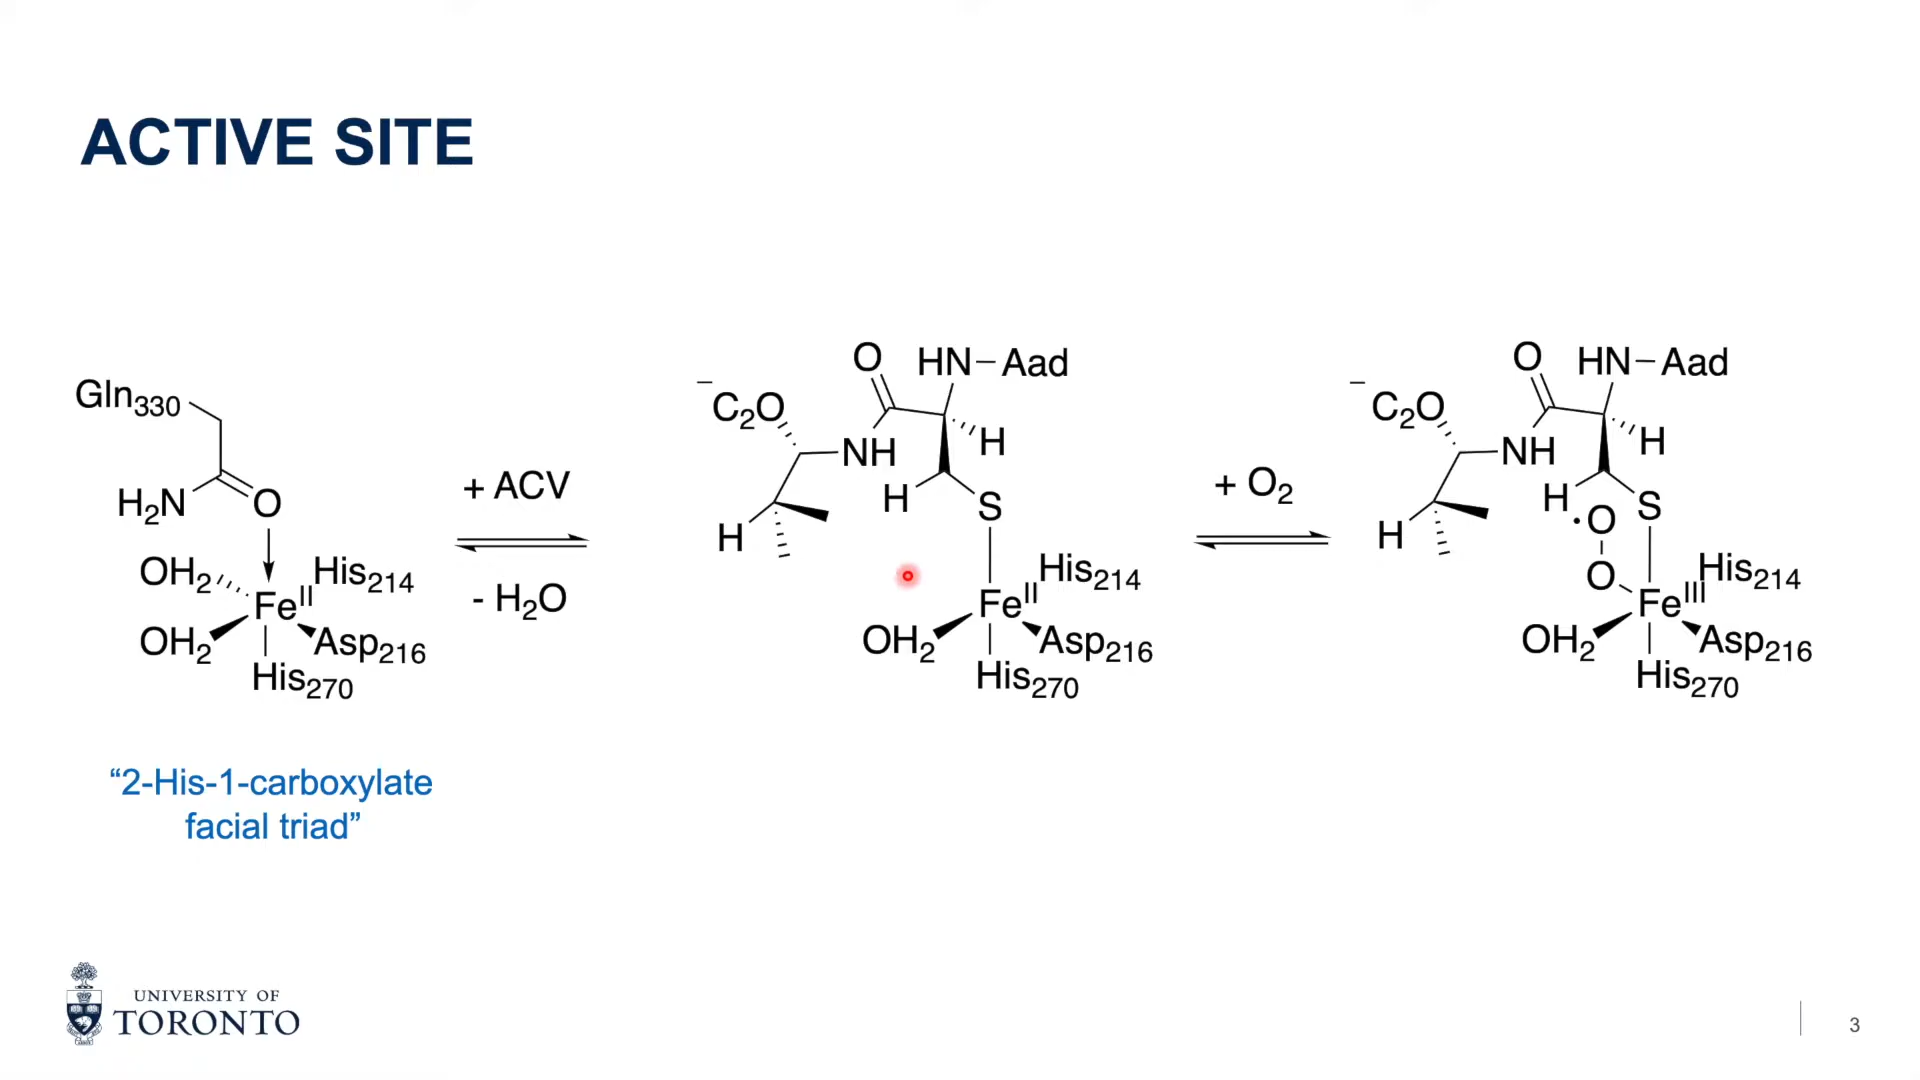 ACTIVE SITE
Gln330
H2N
O
OH2
His214
FeII
OH2
Asp216
His270
“2-His-1-carboxylate
facial triad”
+ ACV
- H2O
O
HN
Aad
−
C2O
NH
H
H
H
S
His214
FeII
OH2
Asp216
His270
+ O2
O
HN
Aad
−
C2O
NH
H
H
H
S
·O
O
His214
FeIII
OH2
Asp216
His270
UNIVERSITY OF
TORONTO
3